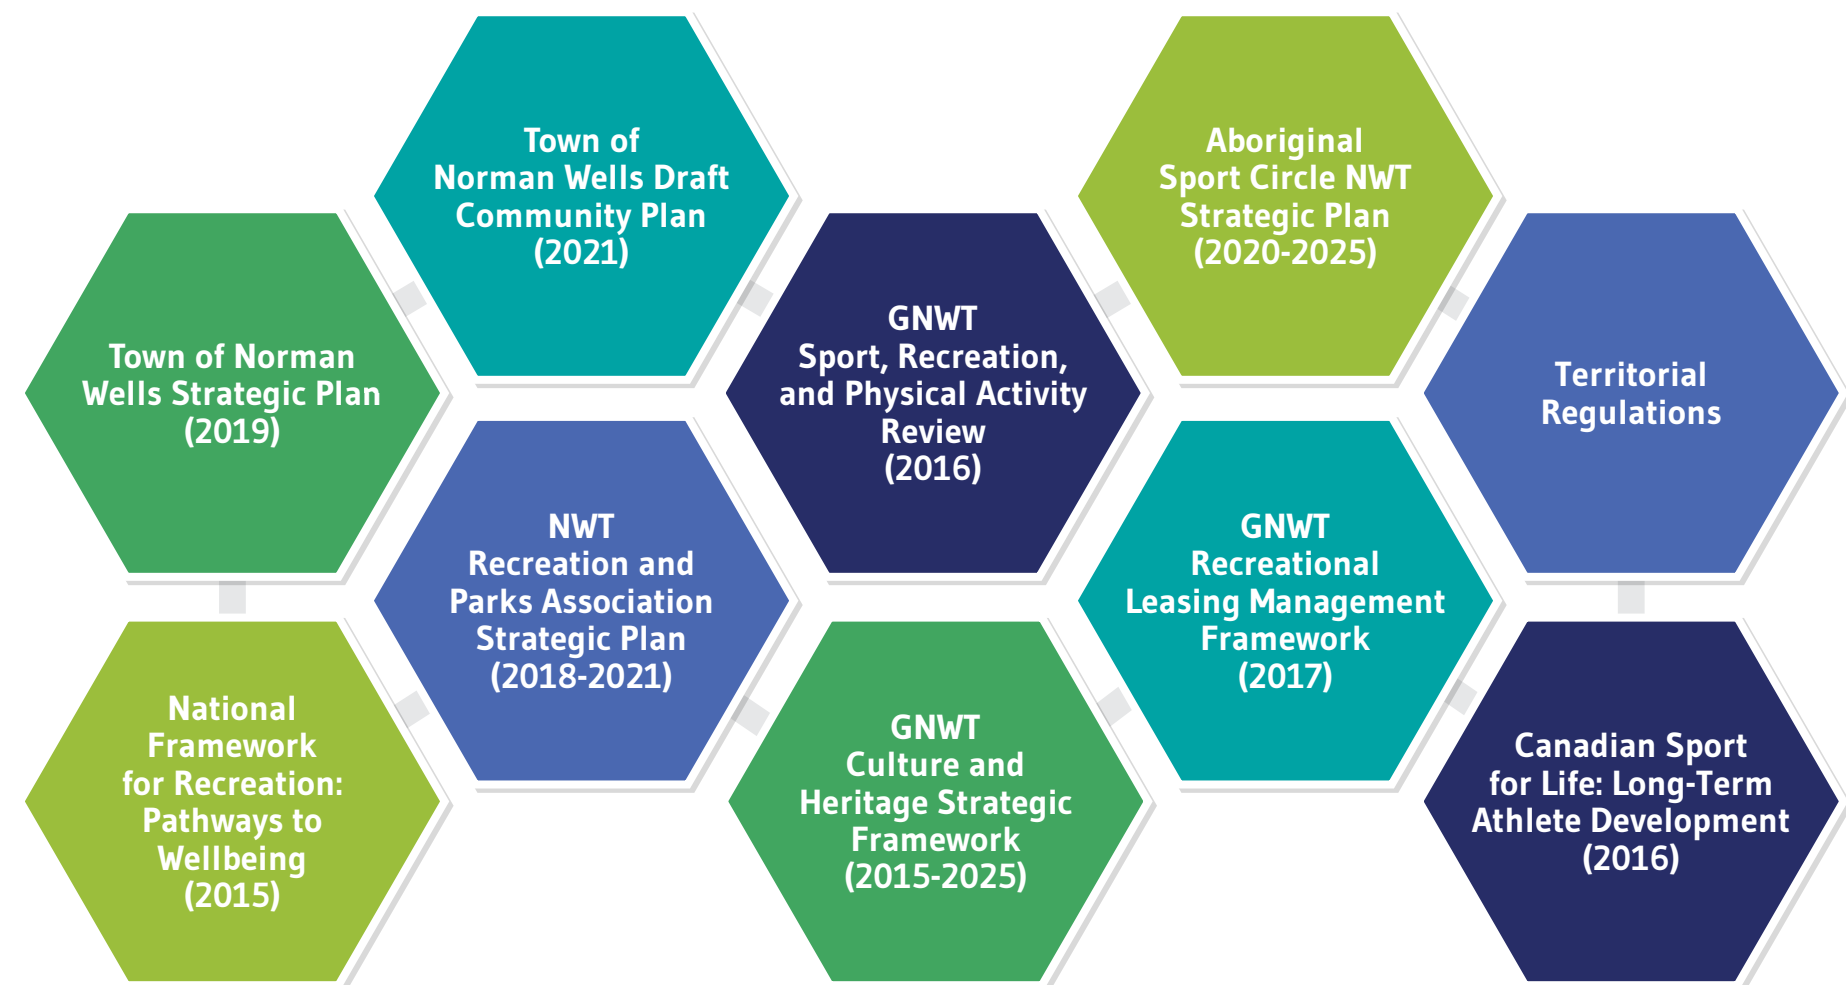 Town of
Norman Wells Draft
Community Plan
(2021)
Aboriginal
Sport Circle NWT
Strategic Plan
(2020-2025)
Town of Norman
Wells Strategic Plan
(2019)
GNWT
Sport, Recreation,
and Physical Activity
Review
(2016)
Territorial
Regulations
NWT
Recreation and
Parks Association
Strategic Plan
(2018-2021)
GNWT
Recreational
Leasing Management
Framework
(2017)
National
Framework
for Recreation:
Pathways to
Wellbeing
(2015)
GNWT
Culture and
Heritage Strategic
Framework
(2015-2025)
Canadian Sport
for Life: Long-Term
Athlete Development
(2016)